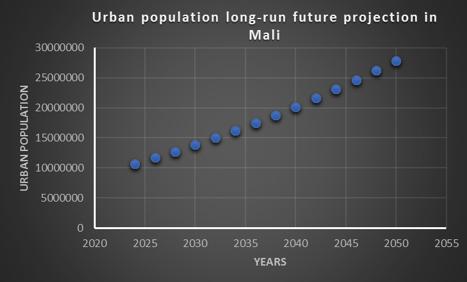 Urban population long-run future projection in
Mali
30000000
25000000
20000000
15000000
10000000
5000000
0
URBAN POPULATION
2020 2025 2030 2035 2040 2045 2050 2055
YEARS